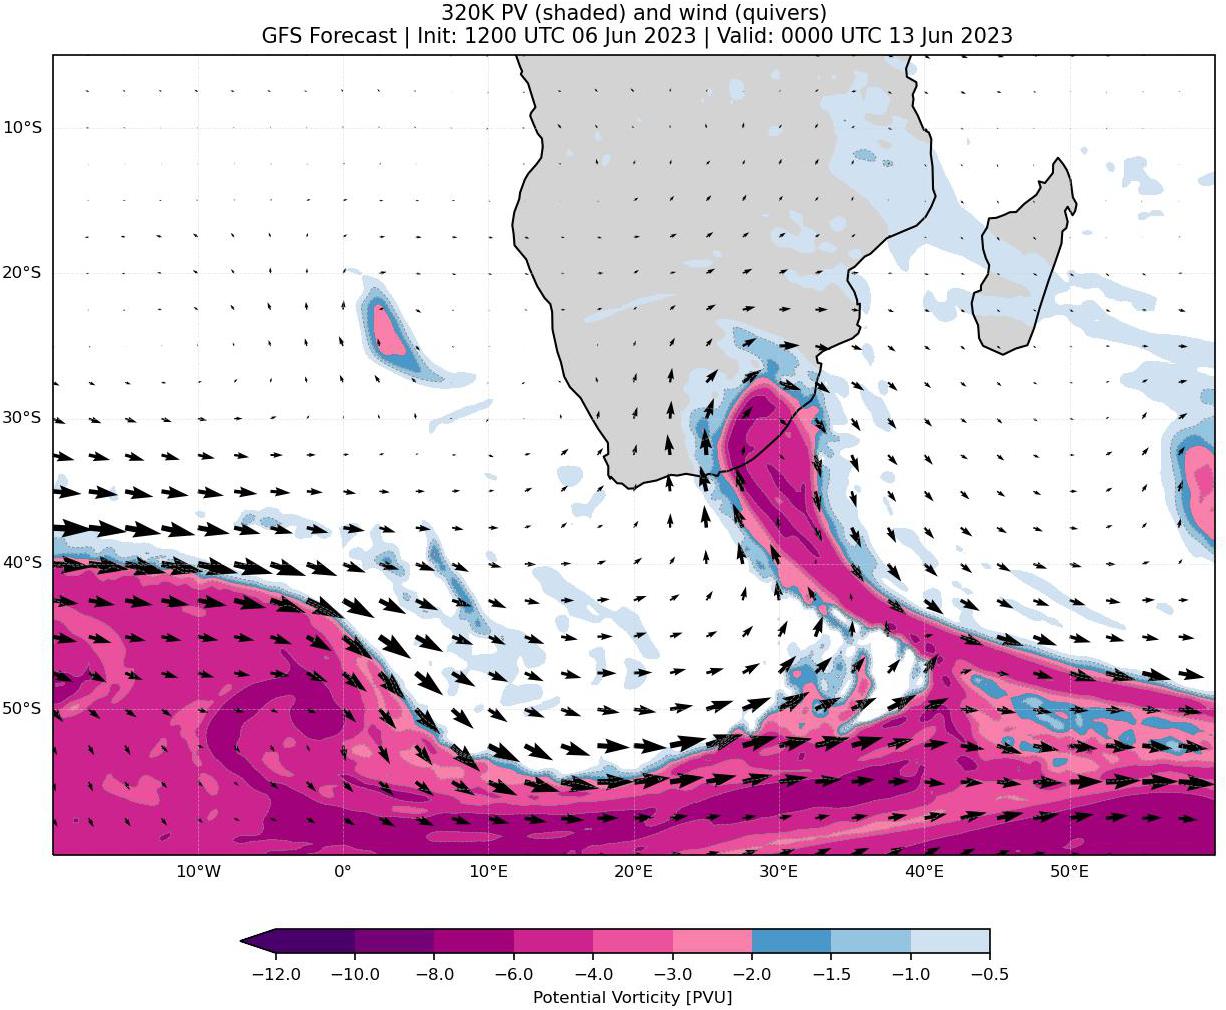 320K PV (shaded) and wind (quivers)
GFS Forecast | Init: 1200 UTC 06 Jun 2023 | Valid: 0000 UTC 13 Jun 2023
10°S
20°S
30°S
40°S
50°S
10°W 0° 10°E 20°E 30°E 40°E 50°E
−12.0 −10.0 −8.0 −6.0 −4.0 −3.0 −2.0 −1.5 −1.0 −0.5
Potential Vorticity [PVU]